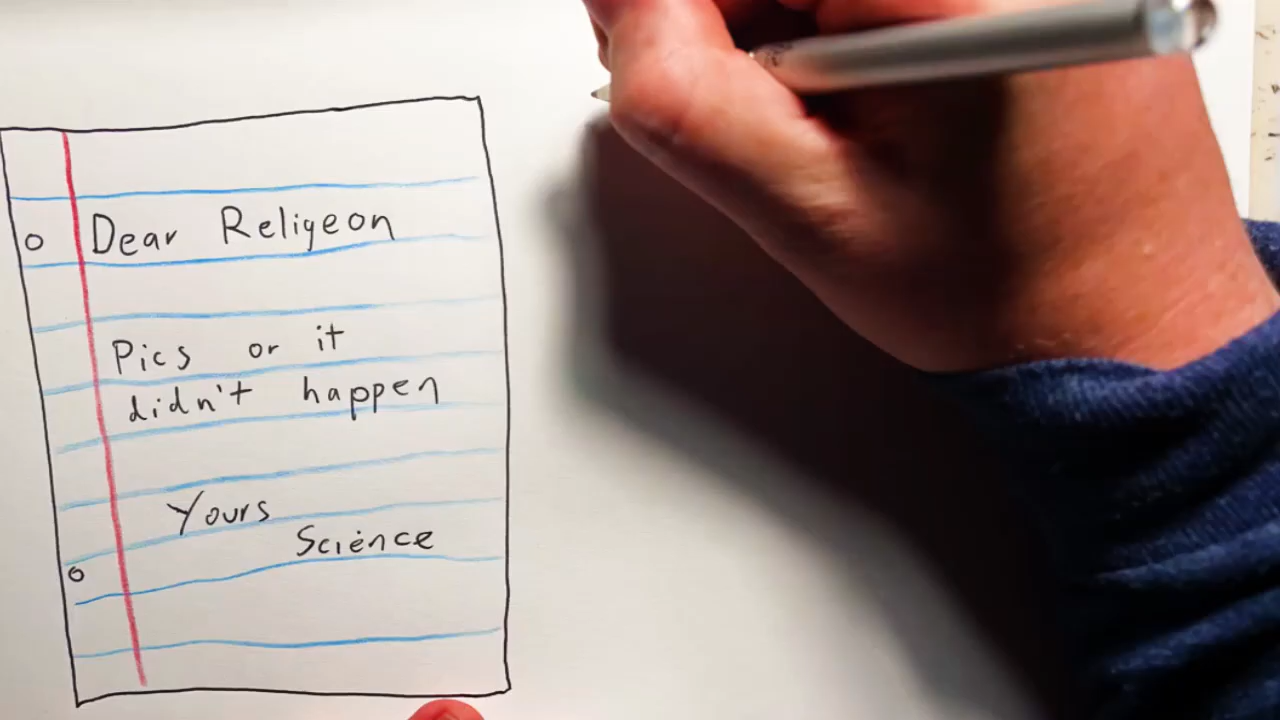 Dear Religeon
Pics or it
didn't happen
Yours
Science